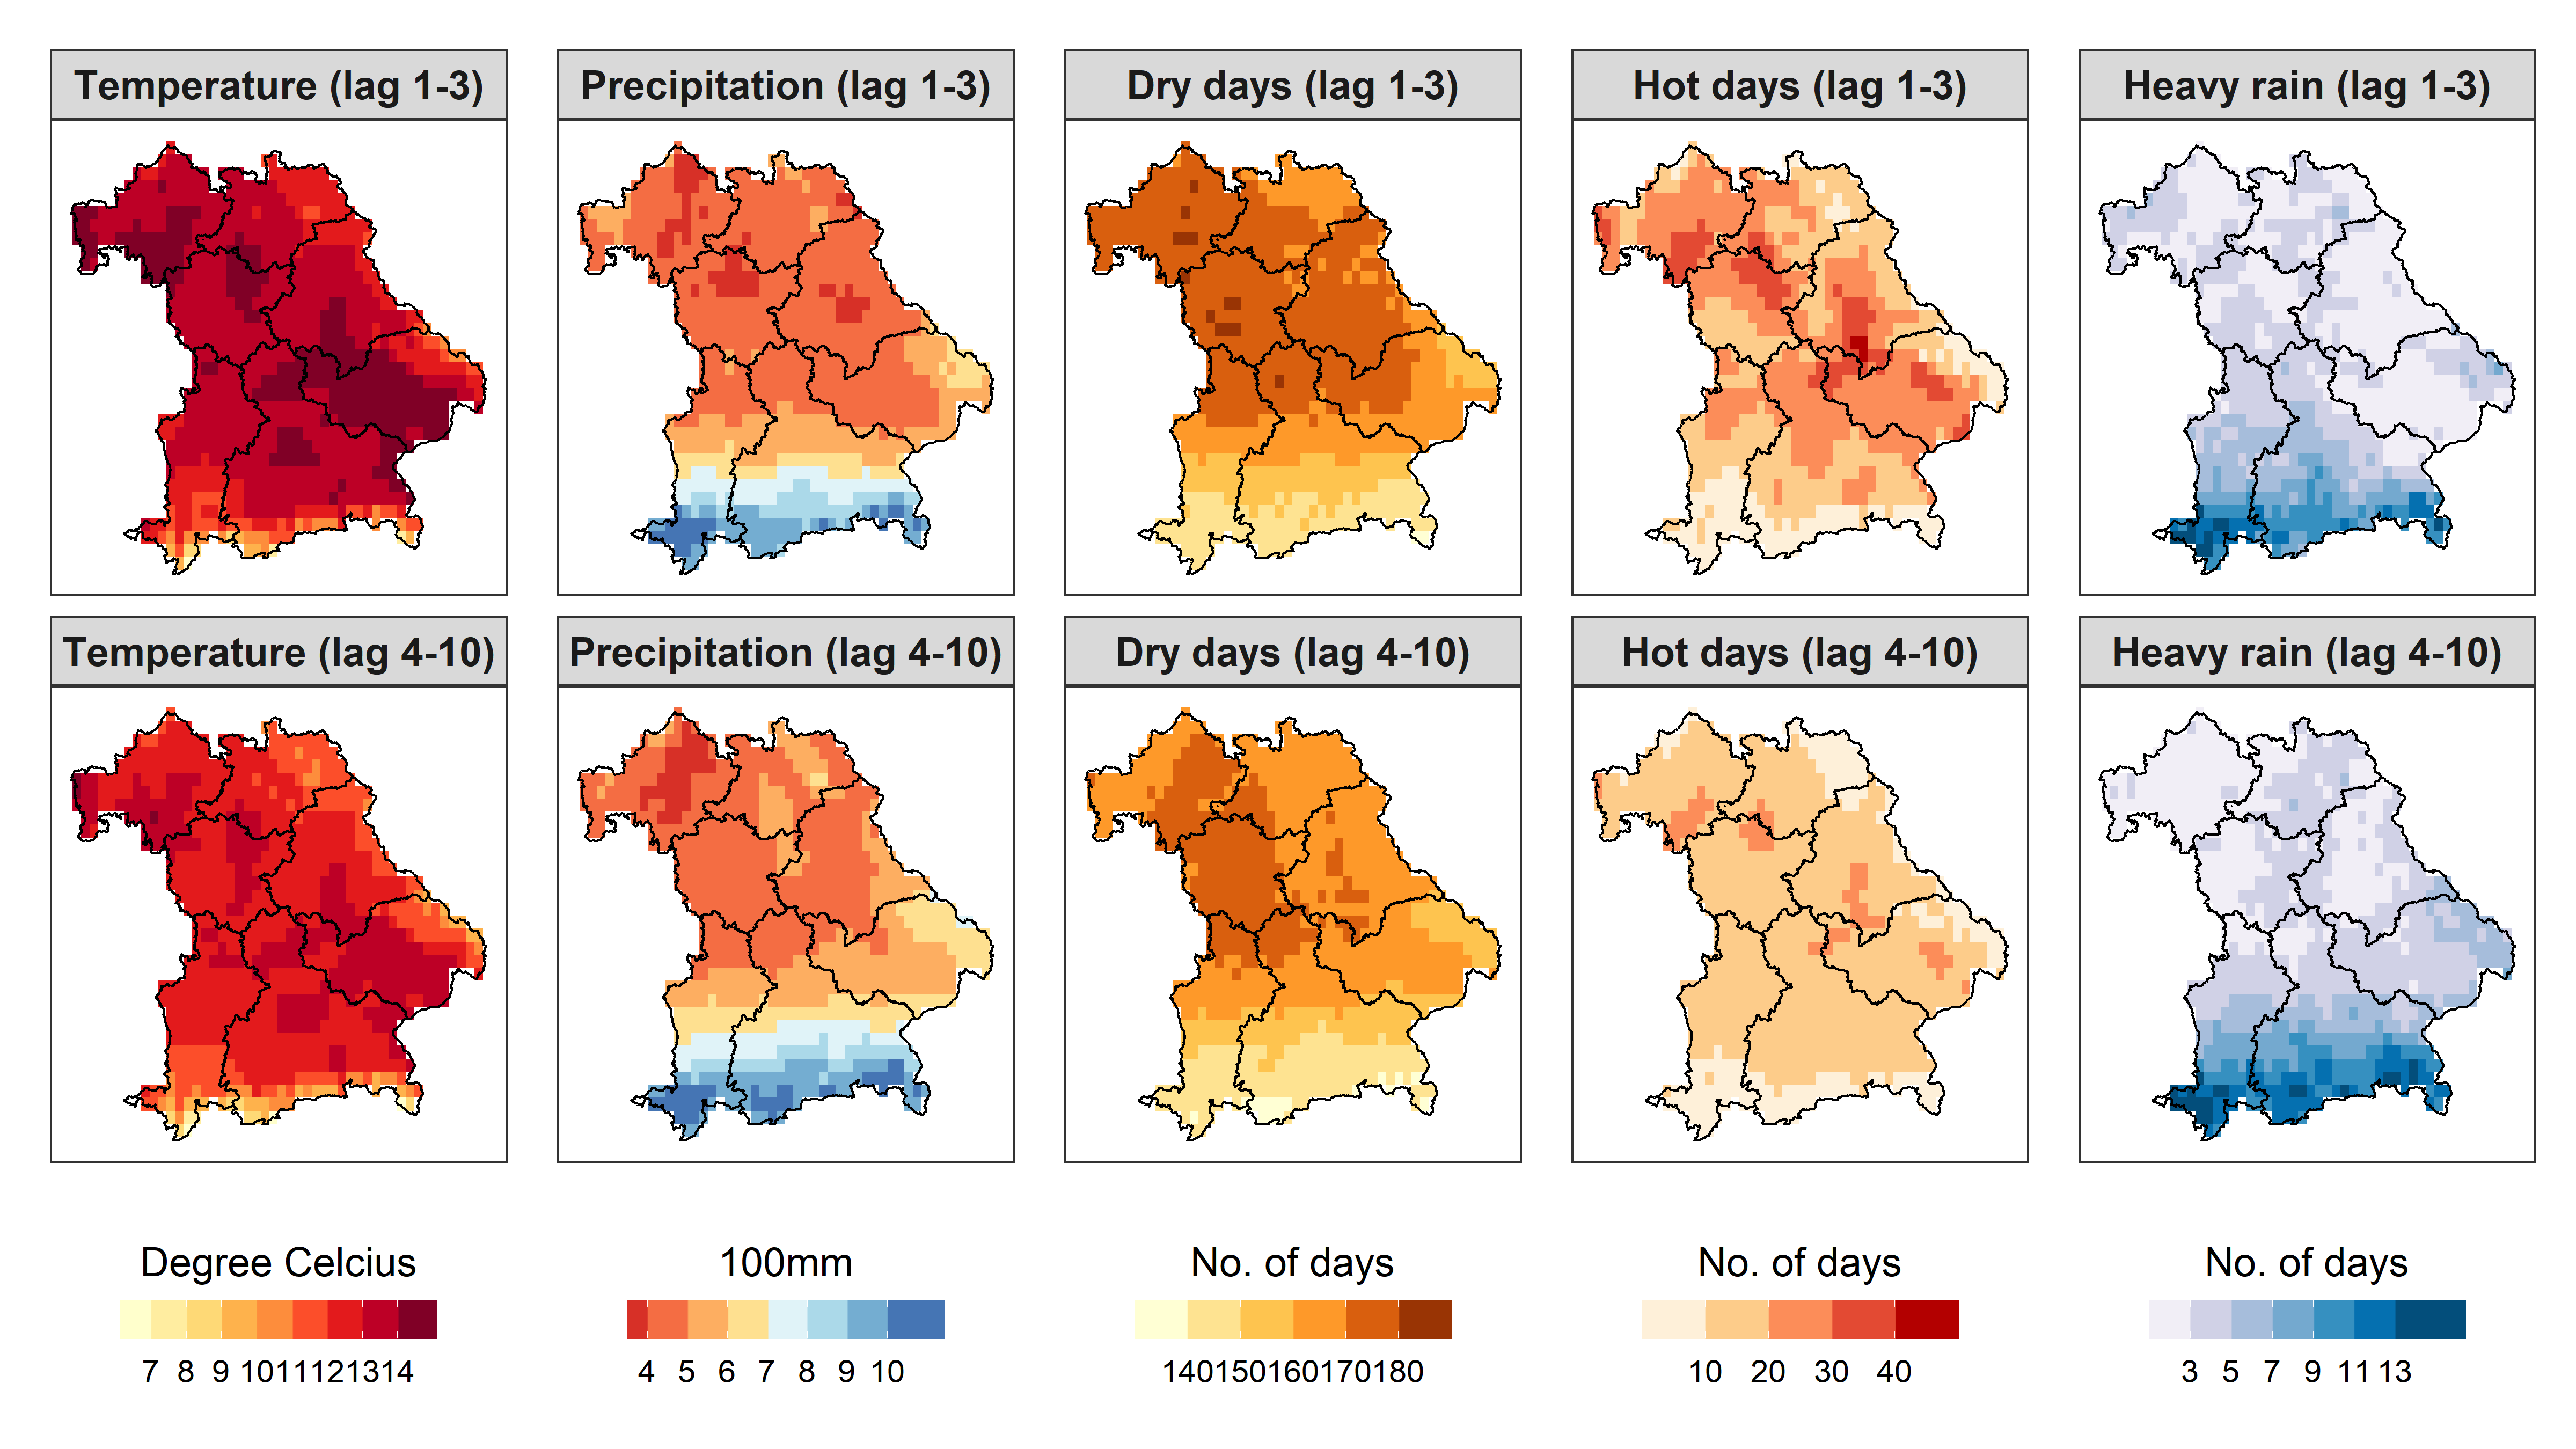 Temperature (lag 1-3) Precipitation (lag 1-3) Dry days (lag 1-3) Hot days (lag 1-3) Heavy rain (lag 1-3)
Temperature (lag 4-10) Precipitation (lag 4-10) Dry days (lag 4-10) Hot days (lag 4-10) Heavy rain (lag 4-10)
Degree Celcius 100mm No. of days No. of days No. of days
7 8 9 1011121314 4 5 6 7 8 9 10 140150160170180 10 20 30 40 3 5 7 9 11 13